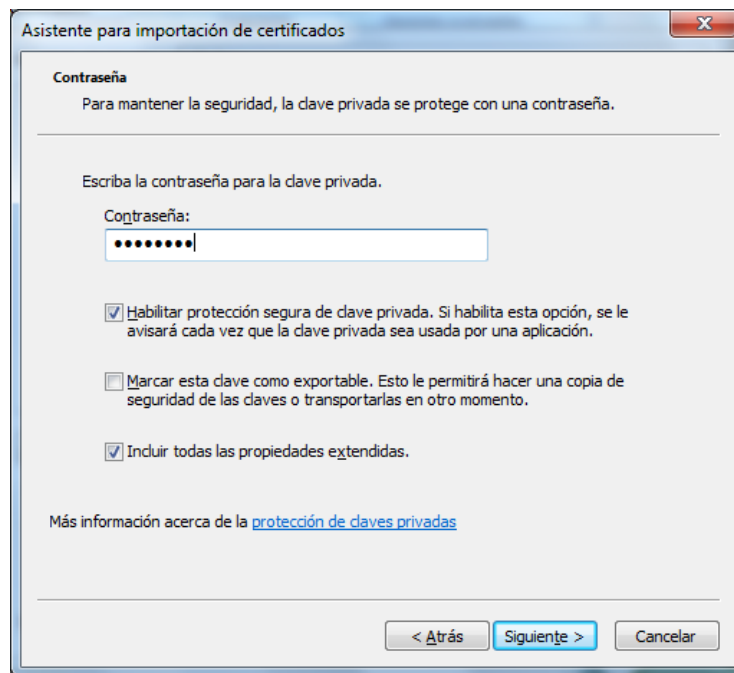 Asistente para importación de certificados
Contraseña
Para mantener la seguridad, la clave privada se protege con una contraseña.
Escriba la contraseña para la clave privada.
Contraseña:
••••••••
Habilitar protección segura de clave privada. Si habilita esta opción, se le
avisará cada vez que la clave privada sea usada por una aplicación.
Marcar esta clave como exportable. Esto le permitirá hacer una copia de
seguridad de las claves o transportarlas en otro momento.
Incluir todas las propiedades extendidas.
Más información acerca de la protección de claves privadas
< Atrás Siguiente > Cancelar